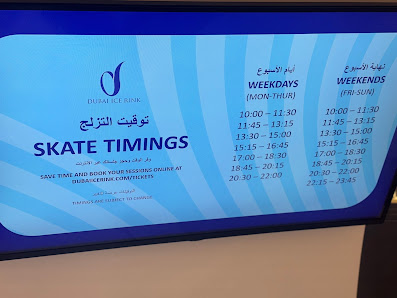 DUBAI ICE RINK
توقيت التزلج
SKATE TIMINGS
SAVE TIME AND BOOK YOUR SESSIONS ONLINE AT
DUBAIICERINK.COM/TICKETS
TIMINGS ARE SUBJECT TO CHANGE
أيام الأسبوع
WEEKDAYS
(MON-THUR)
10:00 – 11:30
11:45 – 13:15
13:30 – 15:00
15:15 – 16:45
17:00 – 18:30
18:45 – 20:15
20:30 – 22:00
نهاية الأسبوع
WEEKENDS
(FRI-SUN)
10:00 – 11:30
11:45 – 13:15
13:30 – 15:00
15:15 – 16:45
17:00 – 18:30
18:45 – 20:15
20:30 – 22:00
22:15 – 23:45